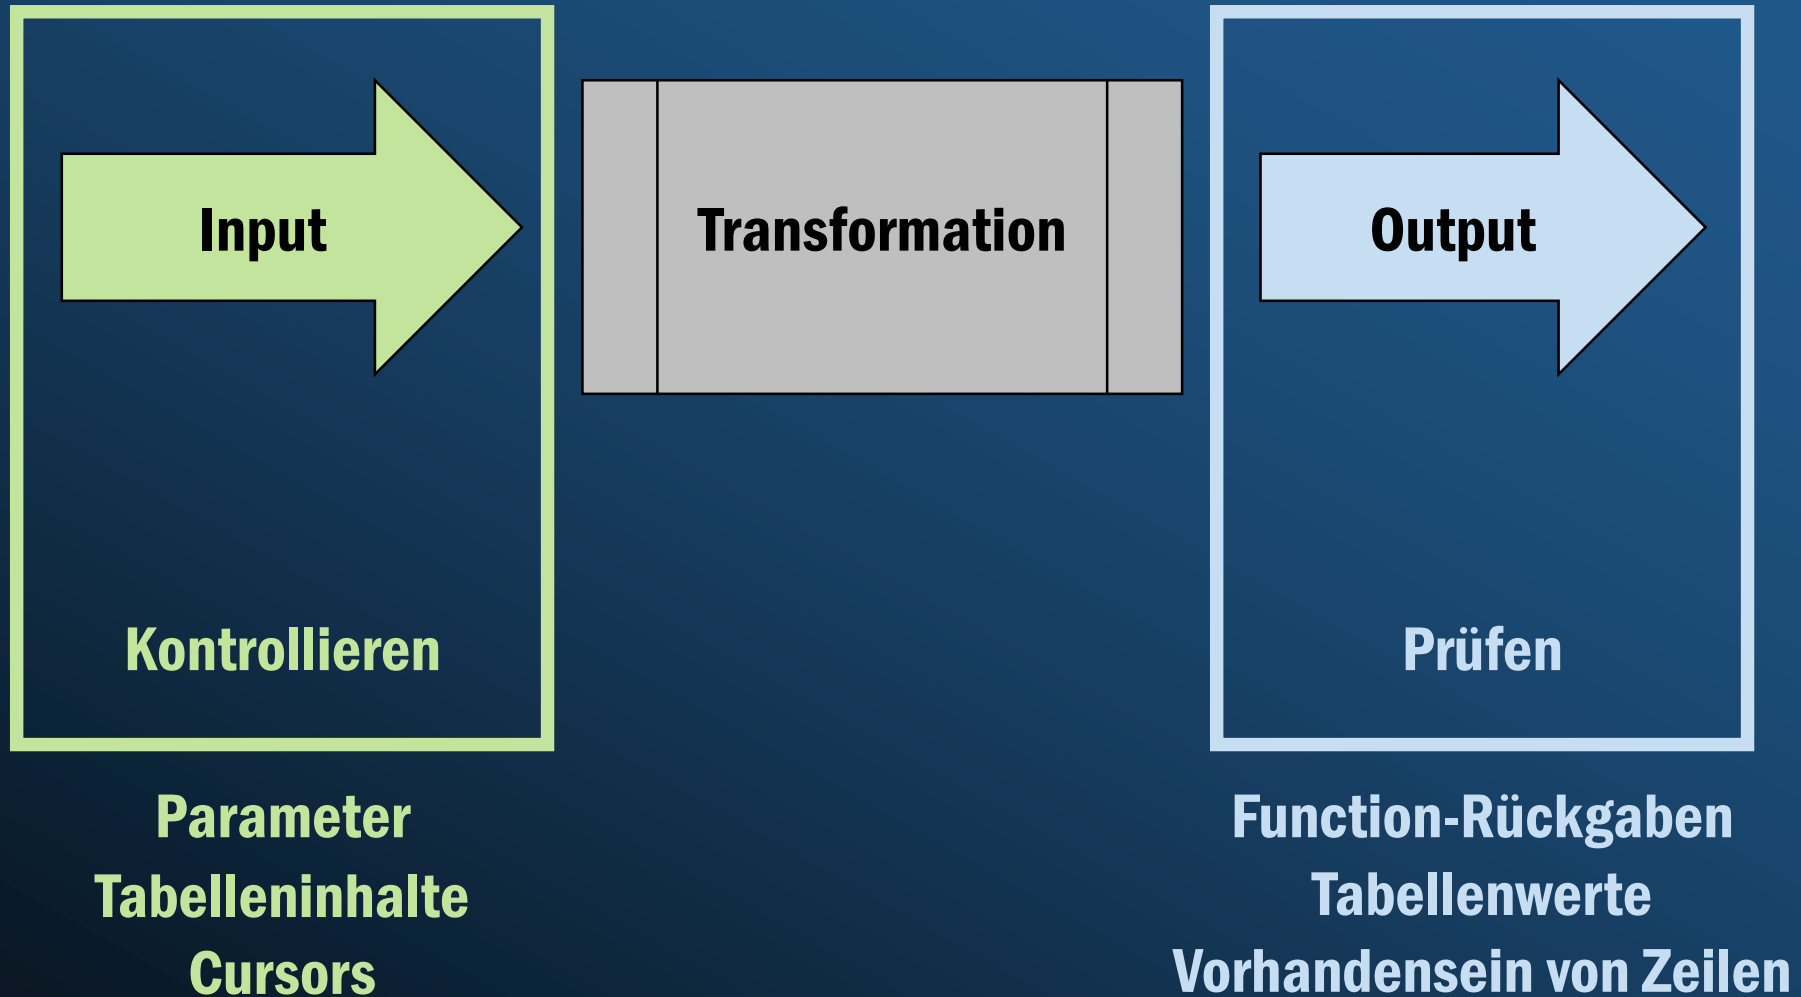 Input
Transformation
Output
Kontrollieren
Prüfen
Parameter
Tabelleninhalte
Cursors
Function-Rückgaben
Tabellenwerte
Vorhandensein von Zeilen